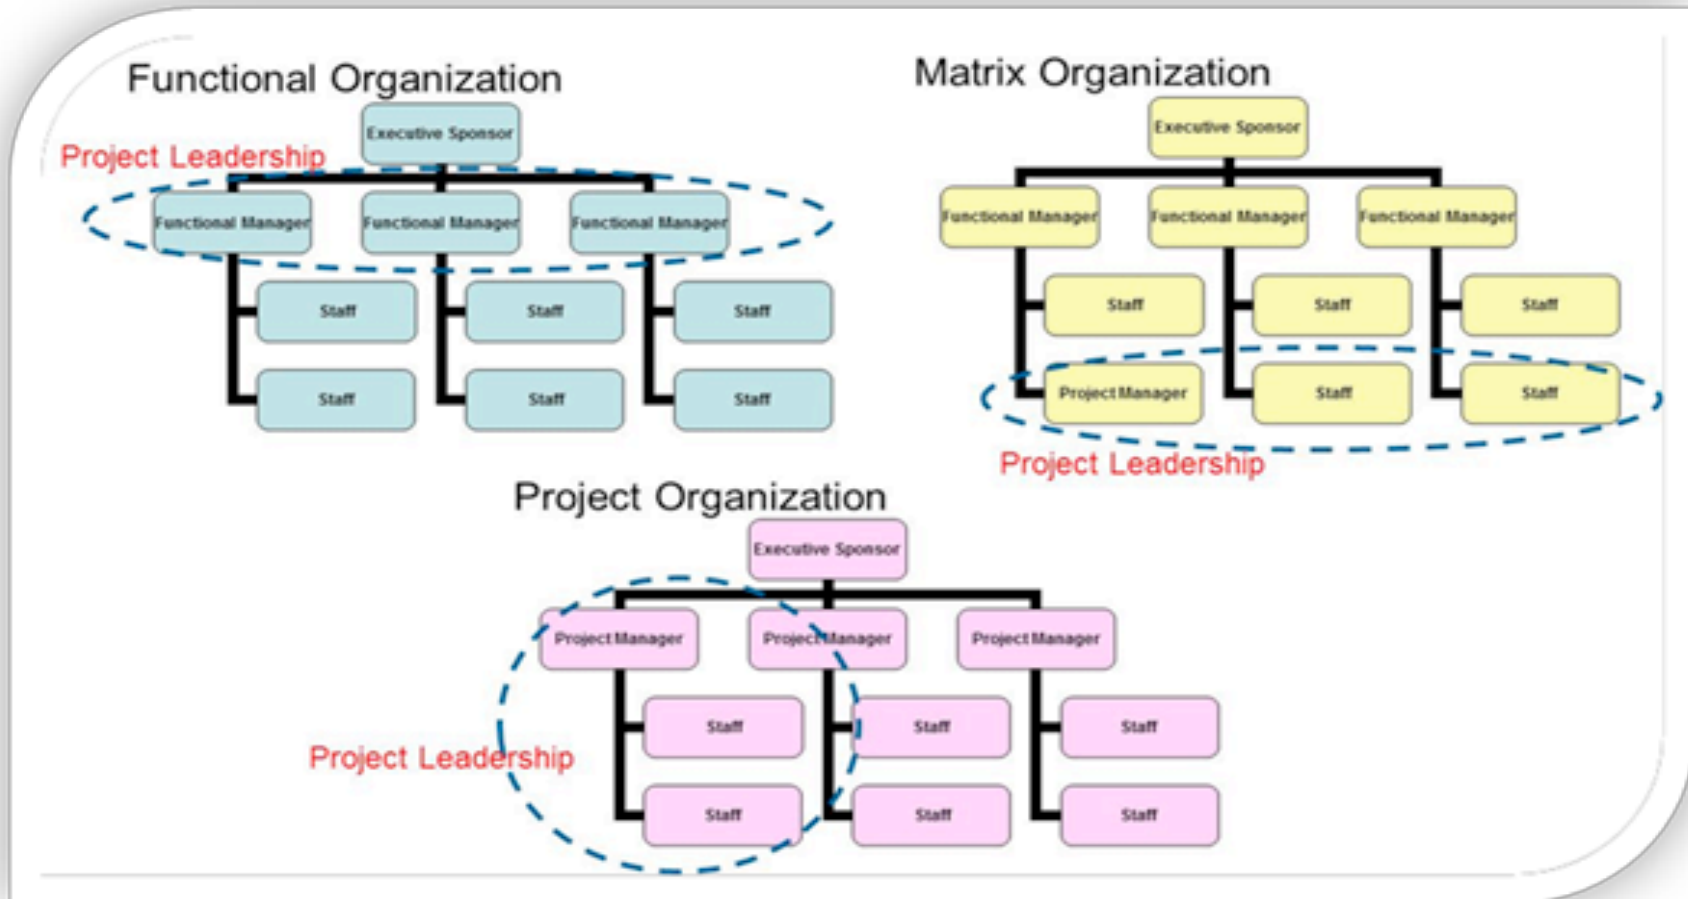 Functional Organization
Executive Sponsor
Project Leadership
Functional Manager
Functional Manager
Functional Manager
Staff
Staff
Staff
Staff
Staff
Staff
Matrix Organization
Executive Sponsor
Functional Manager
Functional Manager
Functional Manager
Staff
Staff
Staff
Project Manager
Staff
Staff
Project Leadership
Project Organization
Executive Sponsor
Project Manager
Project Manager
Project Manager
Staff
Staff
Staff
Project Leadership
Staff
Staff
Staff